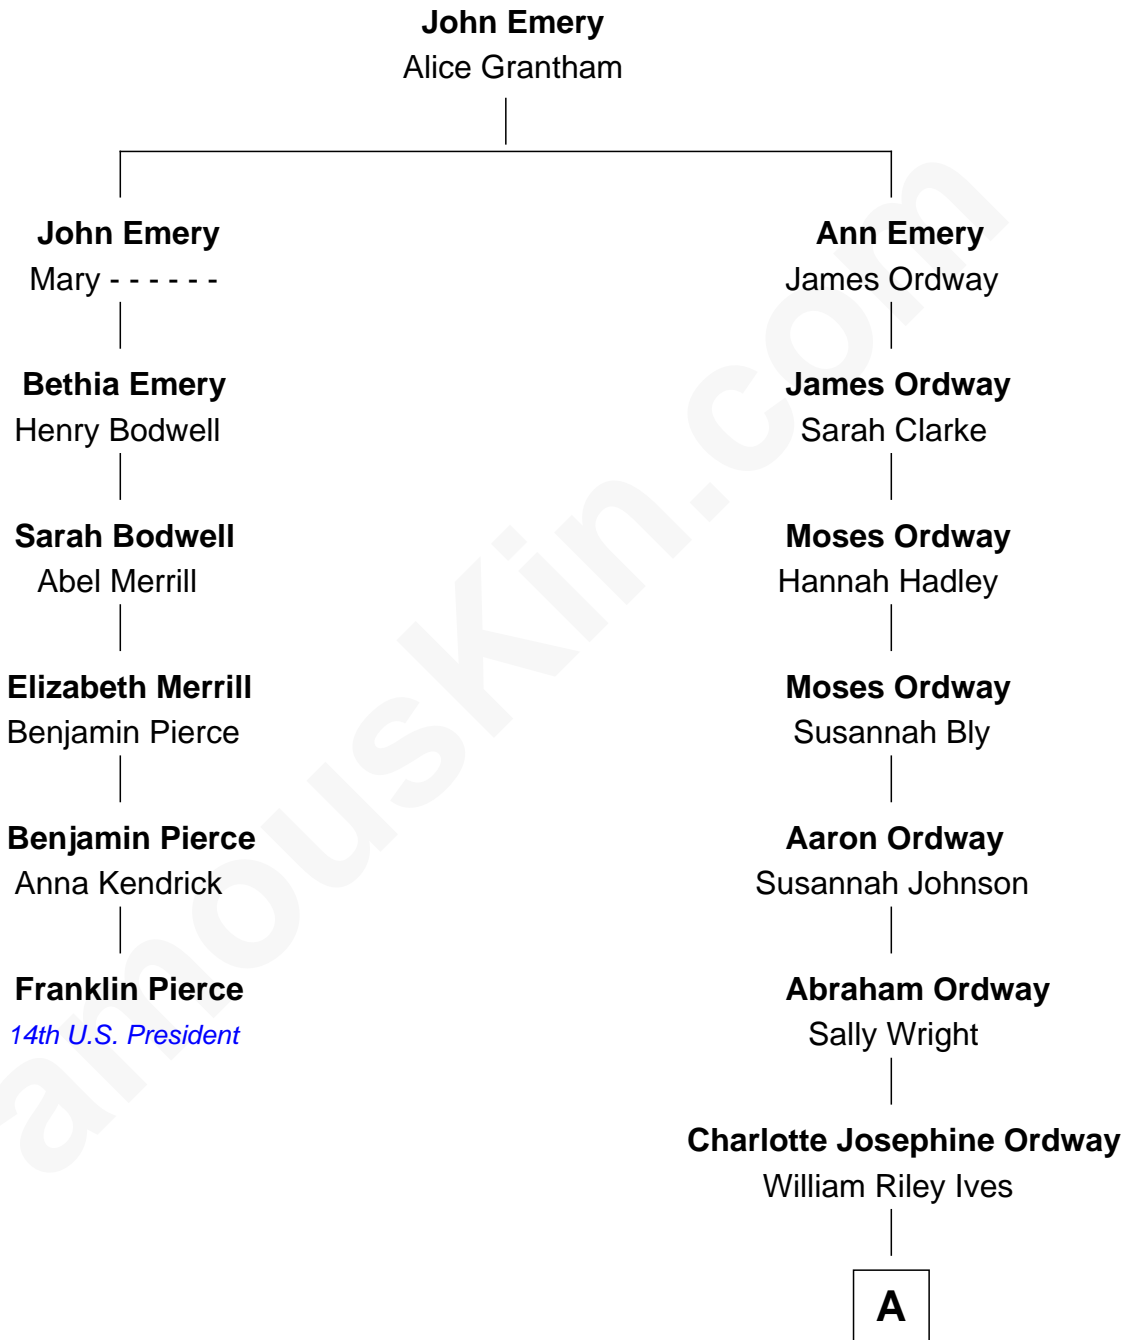 John Emery
Alice Grantham
John Emery
Mary - - - - - -
Ann Emery
James Ordway
Bethia Emery
Henry Bodwell
James Ordway
Sarah Clarke
Sarah Bodwell
Abel Merrill
Moses Ordway
Hannah Hadley
Elizabeth Merrill
Benjamin Pierce
Moses Ordway
Susannah Bly
Benjamin Pierce
Anna Kendrick
Aaron Ordway
Susannah Johnson
Franklin Pierce
14th U.S. President
Abraham Ordway
Sally Wright
Charlotte Josephine Ordway
William Riley Ives
A
amousKin.com